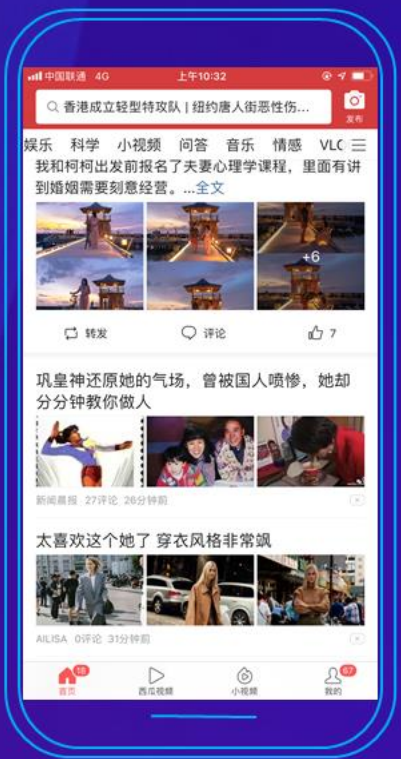 中国联通 4G 上午10:32
香港成立轻型特攻队 | 纽约唐人街恶性伤...
发布
娱乐 科学 小视频 问答 音乐 情感 VLO
我和柯柯出发前报名了夫妻心理学课程，里面有讲
到婚姻需要刻意经营。...全文
+6
转发 评论 7
巩皇神还原她的气场，曾被国人喷惨，她却
分分钟教你做人
新闻晨报 27评论 26分钟前
太喜欢这个她了 穿衣风格非常飒
AILISA 0评论 31分钟前
18 67
首页 西瓜视频 小视频 我的